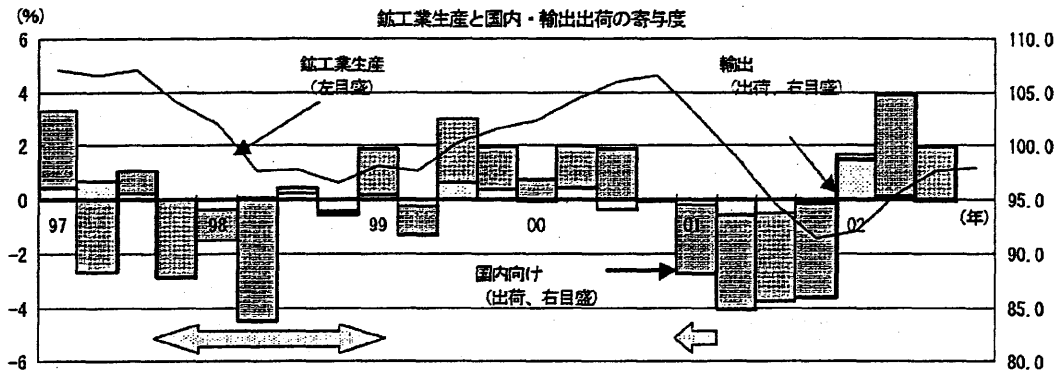 鉱工業生産と国内・輸出出荷の寄与度
(%)
6
4
2
0
-2
-4
-6
110.0
105.0
100.0
95.0
90.0
85.0
80.0
鉱工業生産
(左目盛)
輸出
(出荷、右目盛)
国内向け
(出荷、右目盛)
97
98
99
00
01
02
(年)